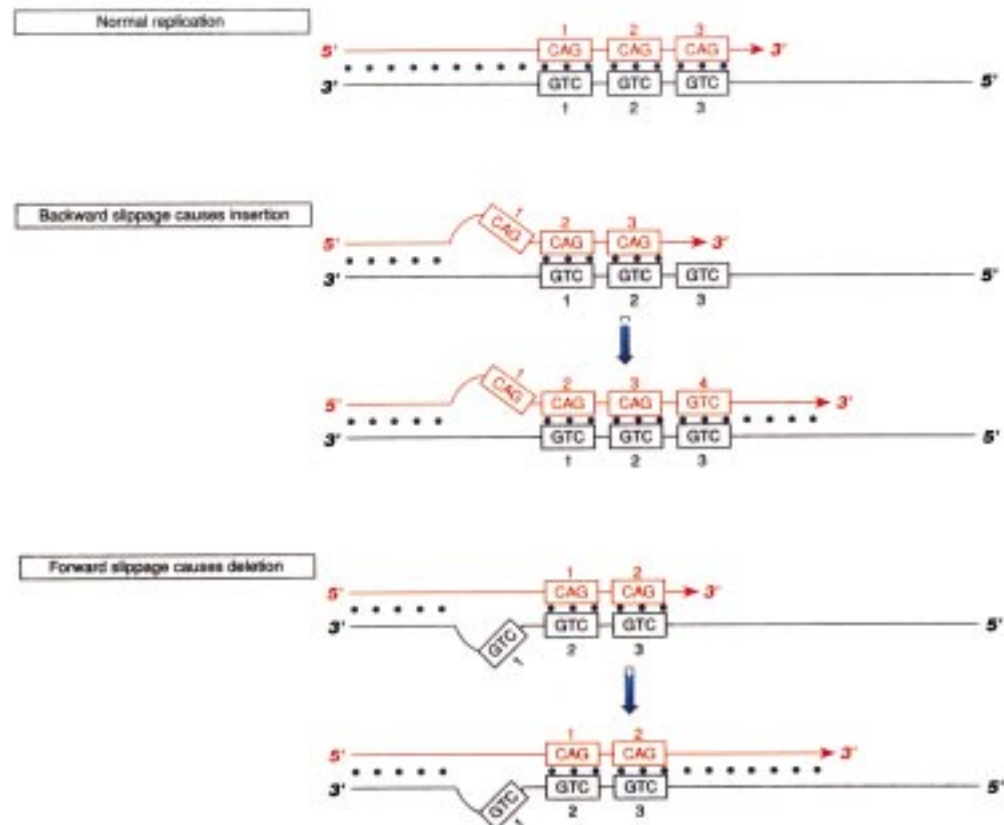 Normal replication
1 2 3
5' CAG CAG CAG 3'
3' GTC GTC GTC 5'
1 2 3
Backward slippage causes insertion
1 2 3
5' CAG CAG CAG 3'
3' GTC GTC GTC 5'
1 2 3
1 2 3 4
5' CAG CAG CAG GTC 3'
3' GTC GTC GTC 5'
1 2 3
Forward slippage causes deletion
1 2
5' CAG CAG 3'
3' GTC GTC GTC 5'
1 2 3
1 2
5' CAG CAG 3'
3' GTC GTC GTC 5'
1 2 3